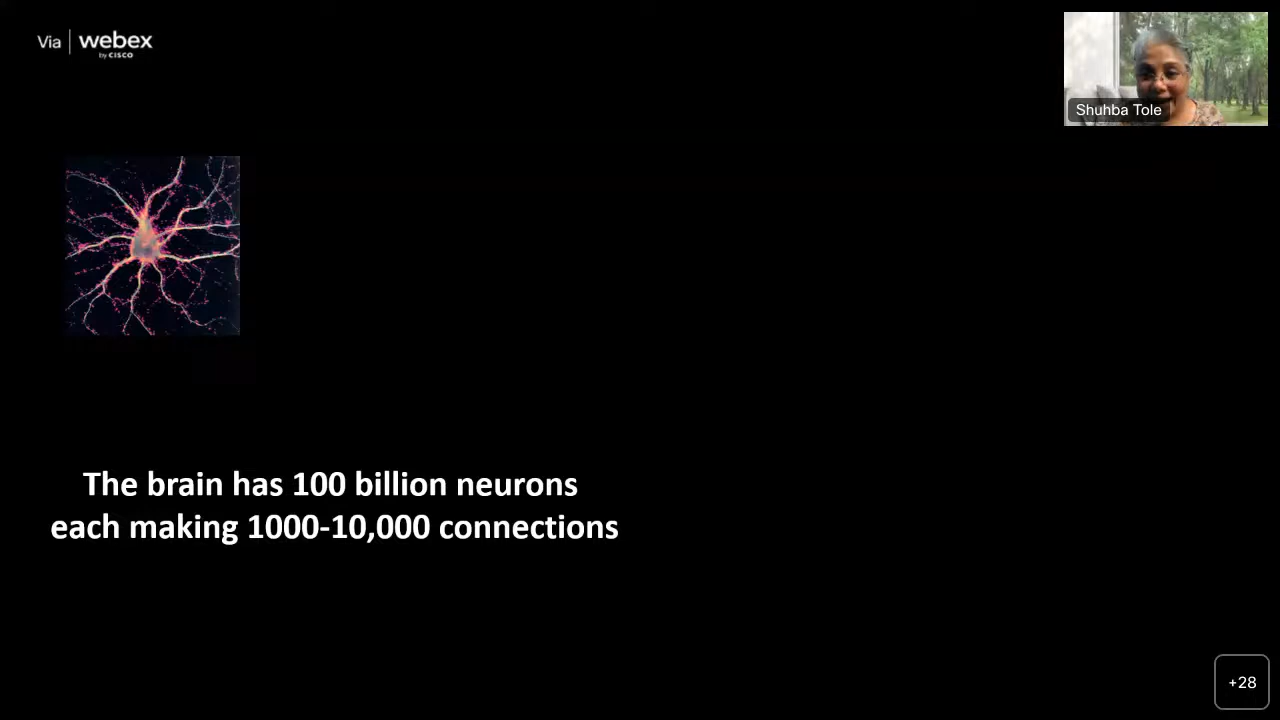 Via | webex
by CISCO
Shuhba Tole
The brain has 100 billion neurons
each making 1000-10,000 connections
+28